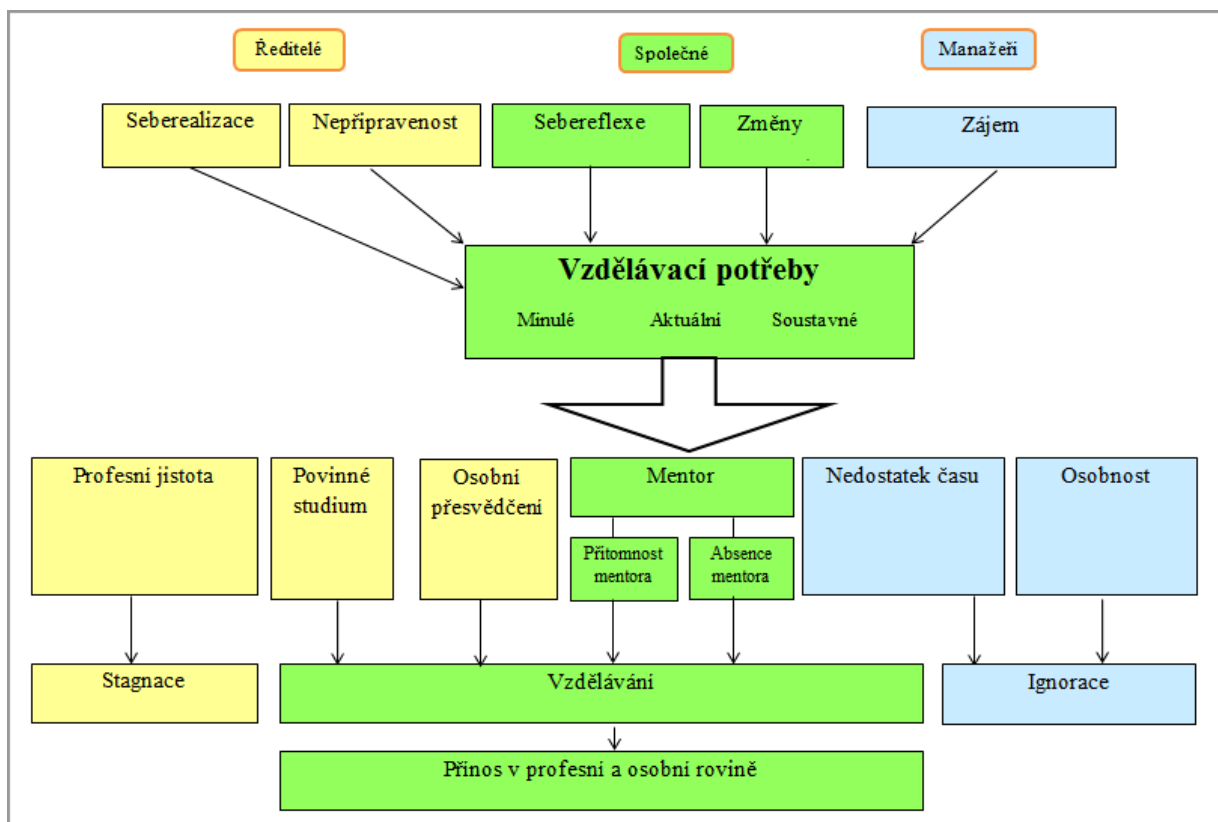 Ředitelé
Společné
Manažeři
Seberealizace
Nepřipravenost
Sebereflexe
Změny
Zájem
Vzdělávací potřeby
Minulé
Aktuální
Soustavné
Profesní jistota
Povinné
studium
Osobní
přesvědčení
Mentor
Nedostatek času
Osobnost
Přítomnost
mentora
Absence
mentora
Stagnace
Vzdělávání
Ignorace
Přínos v profesní a osobní rovině